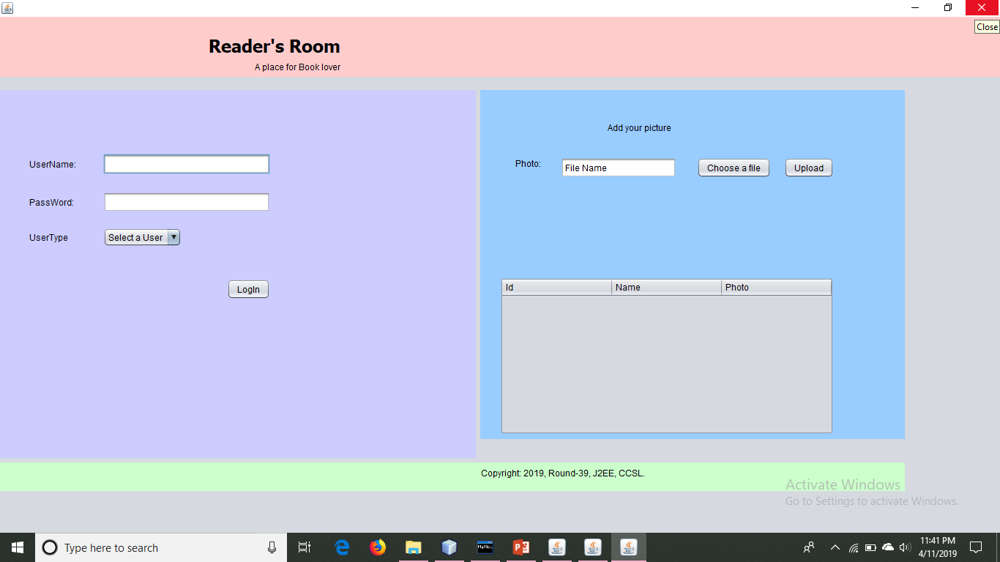 Close
Reader's Room
A place for Book lover
UserName:
PassWord:
UserType
Select a User
LogIn
Add your picture
Photo:
File Name
Choose a file
Upload
Id Name Photo
Copyright: 2019, Round-39, J2EE, CCSL.
Activate Windows
Go to Settings to activate Windows.
Type here to search
MySQL
11:41 PM
4/11/2019